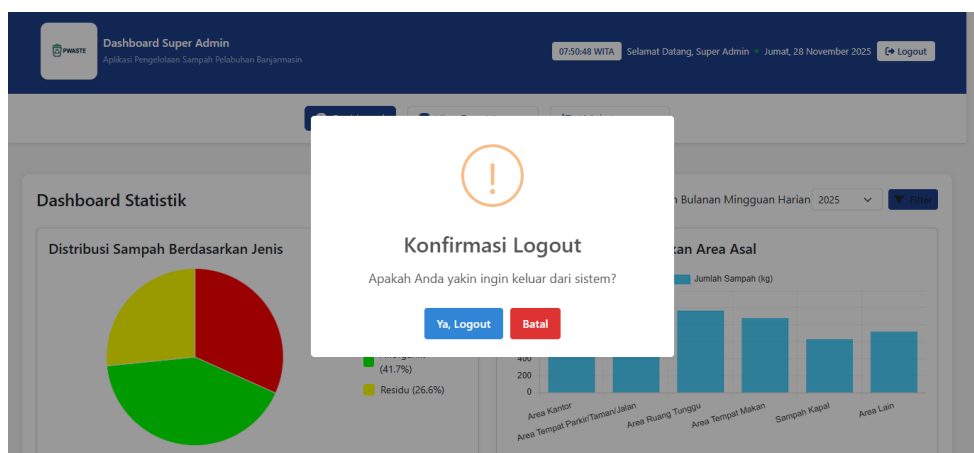 PWASTE
Dashboard Super Admin
Aplikasi Pengelolaan Sampah Pelabuhan Banjarmasin
07:50:48 WITA Selamat Datang, Super Admin • Jumat, 28 November 2025 Logout
Dashboard Statistik
Bulanan Mingguan Harian 2025 Filter
Distribusi Sampah Berdasarkan Jenis
Area Asal
Konfirmasi Logout
Apakah Anda yakin ingin keluar dari sistem?
Ya, Logout Batal
Jumlah Sampah (kg)
(41.7%)
Residu (26.6%)
400
200
0
Area Kantor
Area Tempat Parkir/Taman/Jalan
Area Ruang Tunggu
Area Tempat Makan
Sampah Kapal
Area Lain